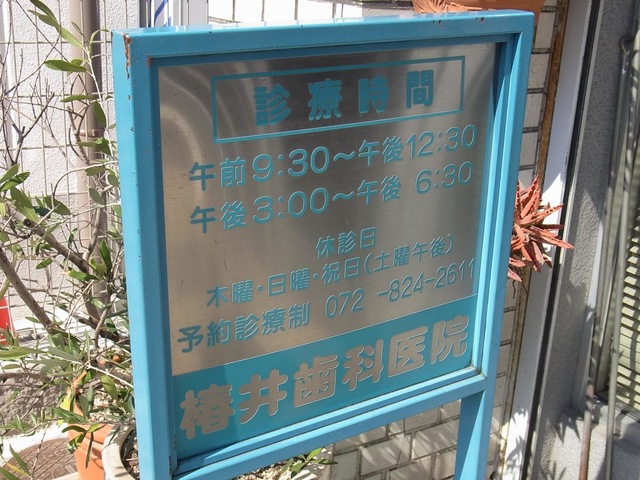 診療時間
午前9:30～午後12:30
午後3:00～午後 6:30
休診日
木曜・日曜・祝日(土曜午後)
予約診療制 072-824-2611
椿井歯科医院